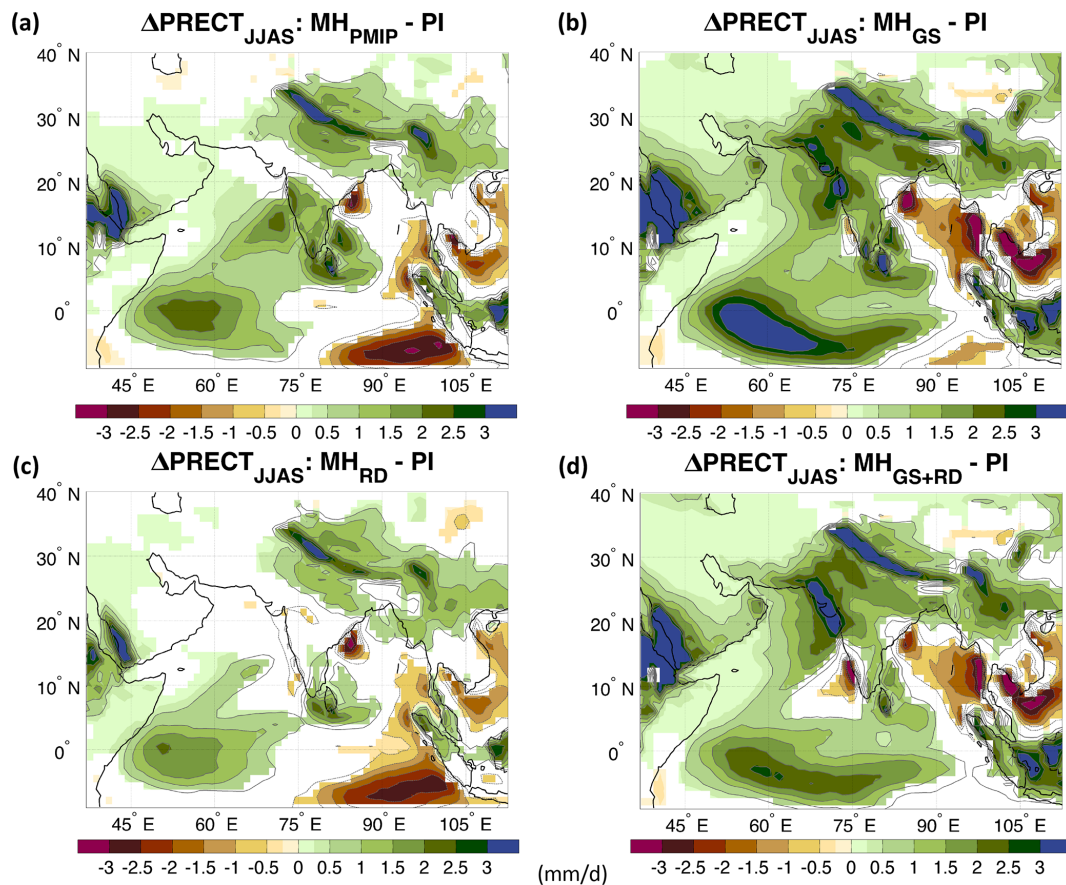 (a) ΔPRECT_JJAS: MH_PMIP - PI
(b) ΔPRECT_JJAS: MH_GS - PI
40° N
30° N
20° N
10° N
0°
45° E 60° E 75° E 90° E 105° E
-3 -2.5 -2 -1.5 -1 -0.5 0 0.5 1 1.5 2 2.5 3
40° N
30° N
20° N
10° N
0°
45° E 60° E 75° E 90° E 105° E
-3 -2.5 -2 -1.5 -1 -0.5 0 0.5 1 1.5 2 2.5 3
(c) ΔPRECT_JJAS: MH_RD - PI
(d) ΔPRECT_JJAS: MH_GS+RD - PI
40° N
30° N
20° N
10° N
0°
45° E 60° E 75° E 90° E 105° E
-3 -2.5 -2 -1.5 -1 -0.5 0 0.5 1 1.5 2 2.5 3
40° N
30° N
20° N
10° N
0°
45° E 60° E 75° E 90° E 105° E
-3 -2.5 -2 -1.5 -1 -0.5 0 0.5 1 1.5 2 2.5 3
(mm/d)